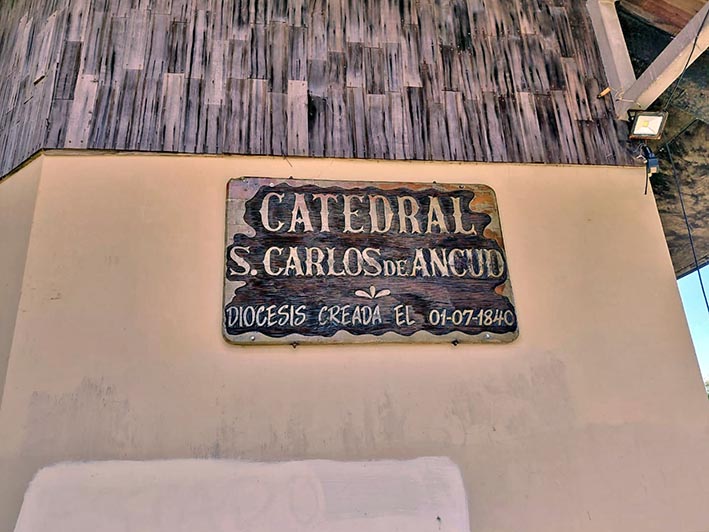 CATEDRAL
S. CARLOS DE ANCUD
DIOCESIS CREADA EL 01-07-1840